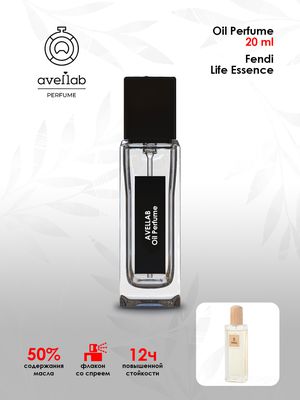 Oil Perfume
20 ml
Fendi
Life Essence
avellab
PERFUME
AVELLAB
Oil Perfume
50%
содержания
масла
флакон
со спреем
12ч
повышенной
стойкости